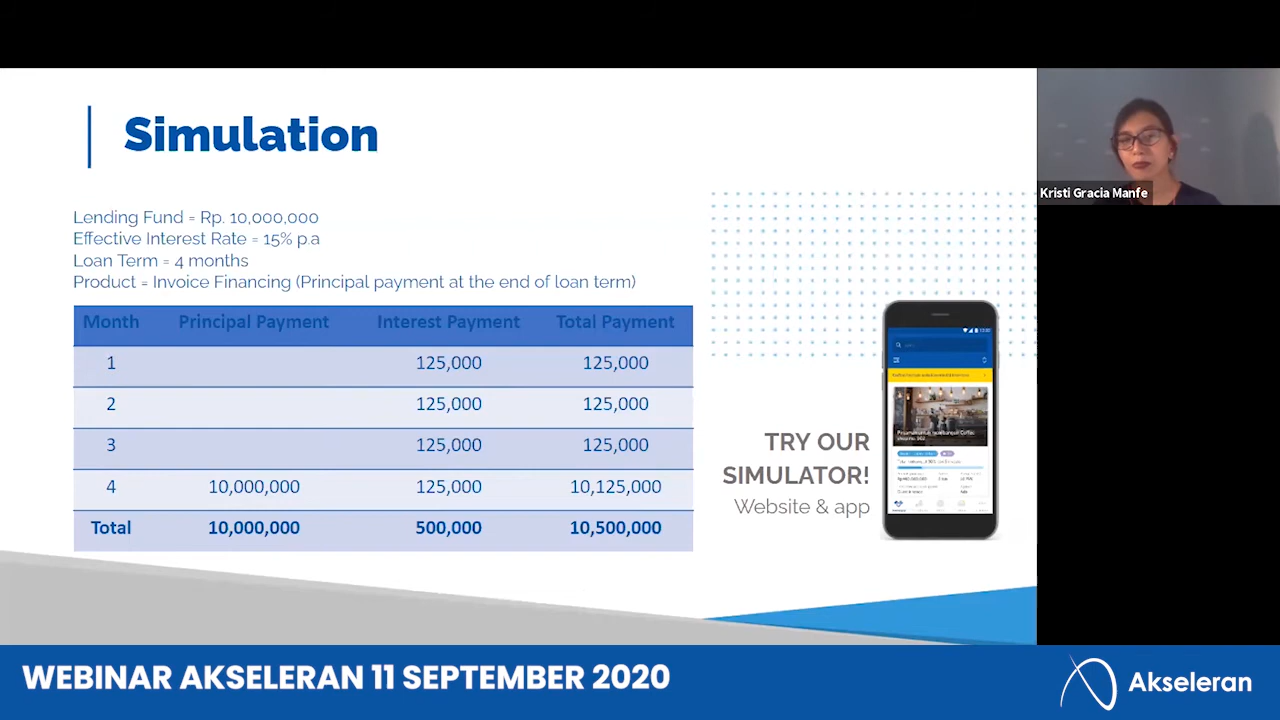 Simulation
Lending Fund = Rp. 10,000,000
Effective Interest Rate = 15% p.a
Loan Term = 4 months
Product = Invoice Financing (Principal payment at the end of loan term)
Month Principal Payment Interest Payment Total Payment
1 125,000 125,000
2 125,000 125,000
3 125,000 125,000
4 10,000,000 125,000 10,125,000
Total 10,000,000 500,000 10,500,000
TRY OUR
SIMULATOR!
Website & app
Kristi Gracia Manfe
WEBINAR AKSELERAN 11 SEPTEMBER 2020
Akseleran